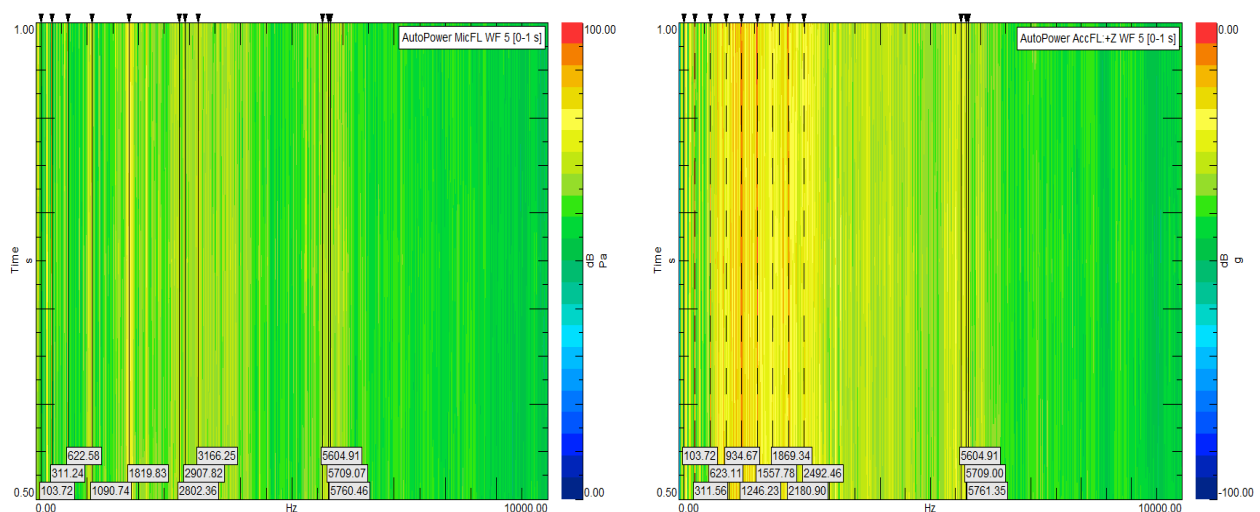 AutoPower MicFL WF 5 [0-1 s]
1.00
Time
s
0.50
622.58
3166.25
5604.91
311.24
1819.83
2907.82
5709.07
103.72
1090.74
2802.36
5760.46
0.00
Hz
10000.00
100.00
dB
Pa
0.00
AutoPower AccFL:+Z WF 5 [0-1 s]
1.00
Time
s
0.50
103.72
934.67
1869.34
5604.91
623.11
1557.78
2492.46
5709.00
311.56
1246.23
2180.90
5761.35
0.00
Hz
10000.00
0.00
dB
g
-100.00